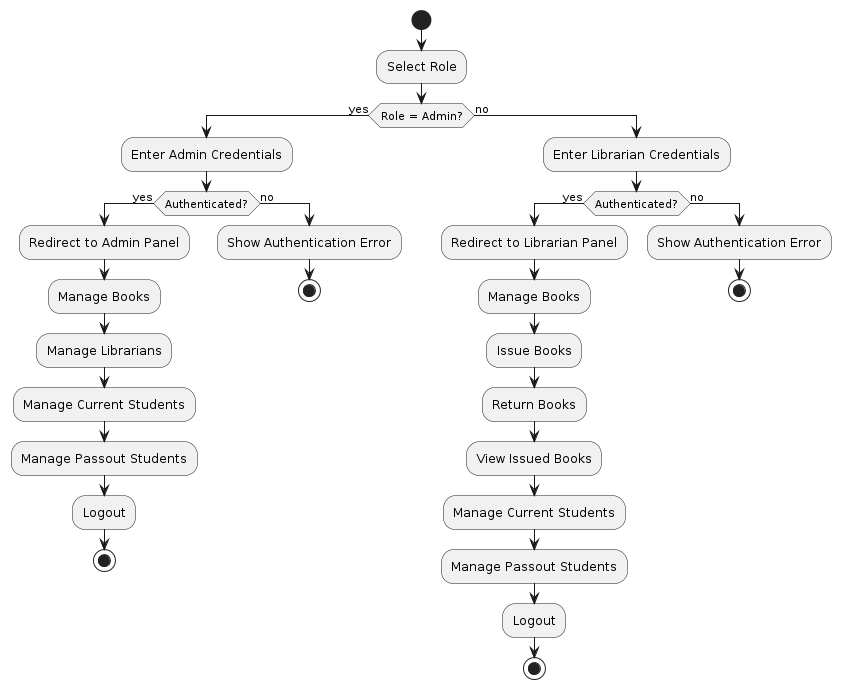 Select Role
yes
Role = Admin?
no
Enter Admin Credentials
yes
Authenticated?
no
Redirect to Admin Panel
Manage Books
Manage Librarians
Manage Current Students
Manage Passout Students
Logout
Show Authentication Error
Enter Librarian Credentials
yes
Authenticated?
no
Redirect to Librarian Panel
Manage Books
Issue Books
Return Books
View Issued Books
Manage Current Students
Manage Passout Students
Logout
Show Authentication Error